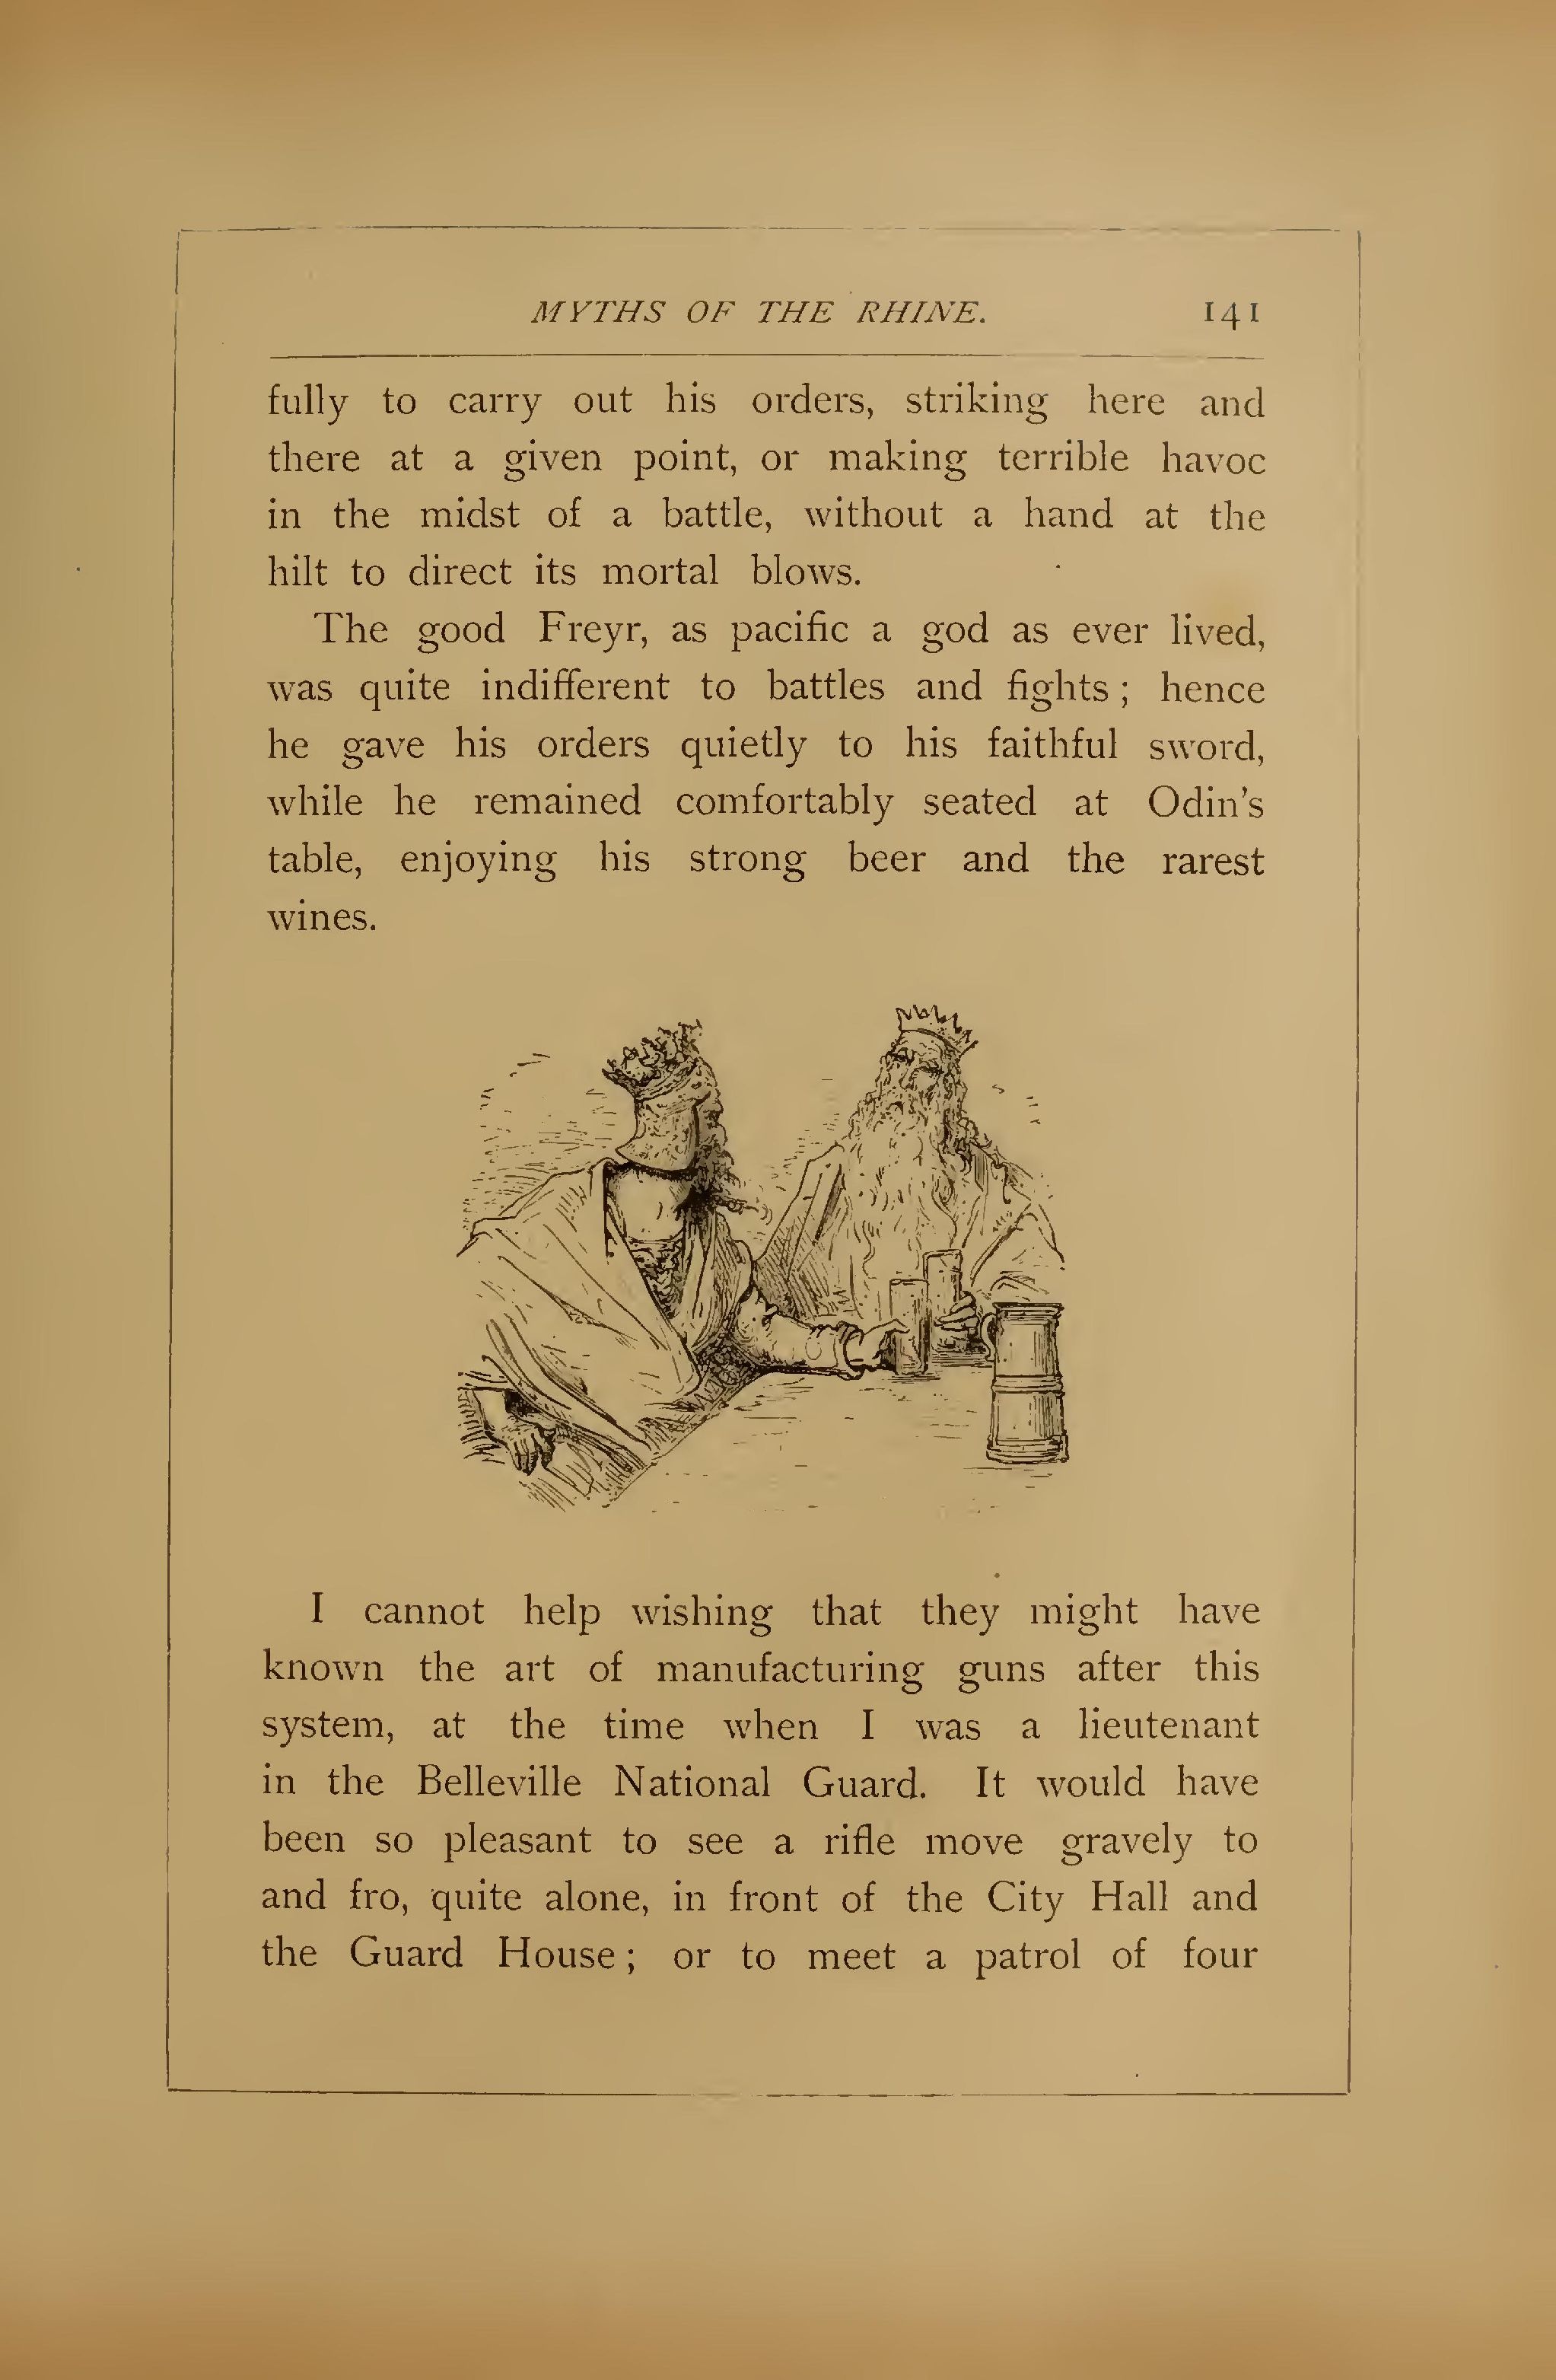 MYTHS OF THE RHINE. 141
fully to carry out his orders, striking here and
there at a given point, or making terrible havoc
in the midst of a battle, without a hand at the
hilt to direct its mortal blows.
The good Freyr, as pacific a god as ever lived,
was quite indifferent to battles and fights ; hence
he gave his orders quietly to his faithful sword,
while he remained comfortably seated at Odin's
table, enjoying his strong beer and the rarest
wines.
I cannot help wishing that they might have
known the art of manufacturing guns after this
system, at the time when I was a lieutenant
in the Belleville National Guard. It would have
been so pleasant to see a rifle move gravely to
and fro, quite alone, in front of the City Hall and
the Guard House ; or to meet a patrol of four